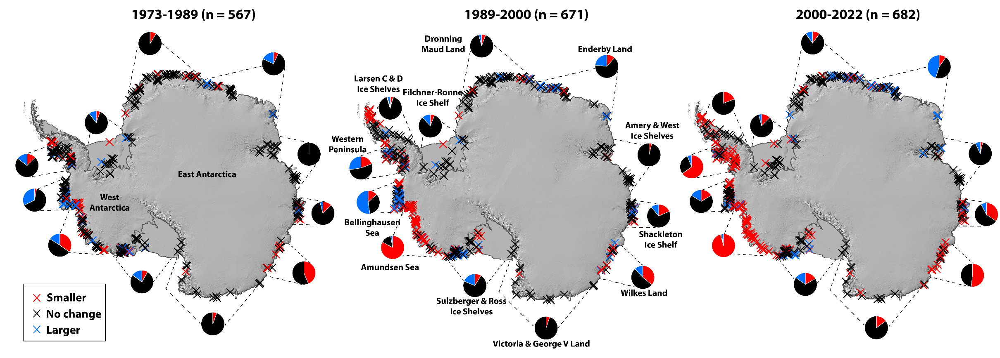 1973-1989 (n = 567)
1989-2000 (n = 671)
2000-2022 (n = 682)
Dronning
Maud Land
Enderby Land
Larsen C & D
Ice Shelves
Filchner-Ronne
Ice Shelf
Amery & West
Ice Shelves
Western
Peninsula
East Antarctica
West
Antarctica
Bellinghausen
Sea
Shackleton
Ice Shelf
Amundsen Sea
Wilkes Land
Sulzberger & Ross
Ice Shelves
Victoria & George V Land
Smaller
No change
Larger